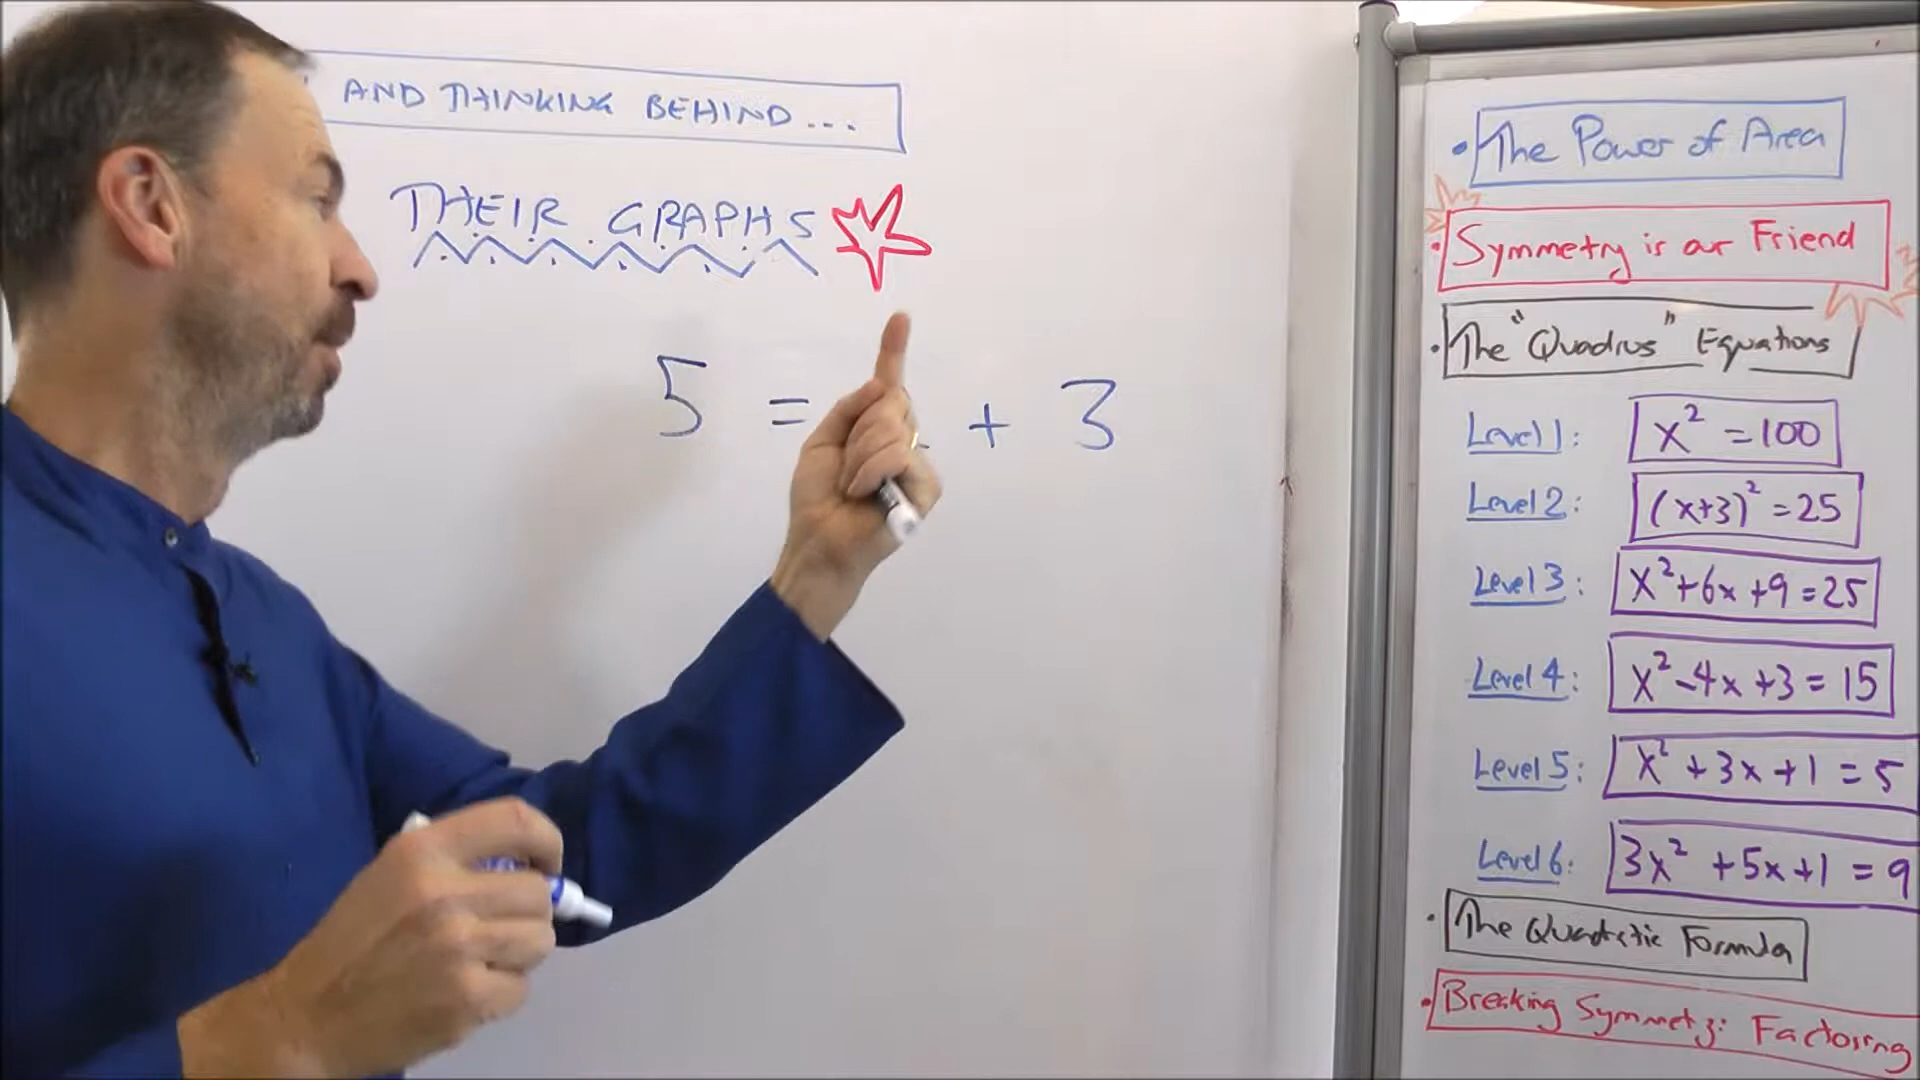 AND THINKING BEHIND...
THEIR GRAPHS
5 = + 3
• The Power of Area
• Symmetry is our Friend
• The "Quadrus" Equations
Level 1: x² = 100
Level 2: (x+3)² = 25
Level 3: x² + 6x + 9 = 25
Level 4: x² - 4x + 3 = 15
Level 5: x² + 3x + 1 = 5
Level 6: 3x² + 5x + 1 = 9
• The Quadratic Formula
• Breaking Symmetry: Factoring